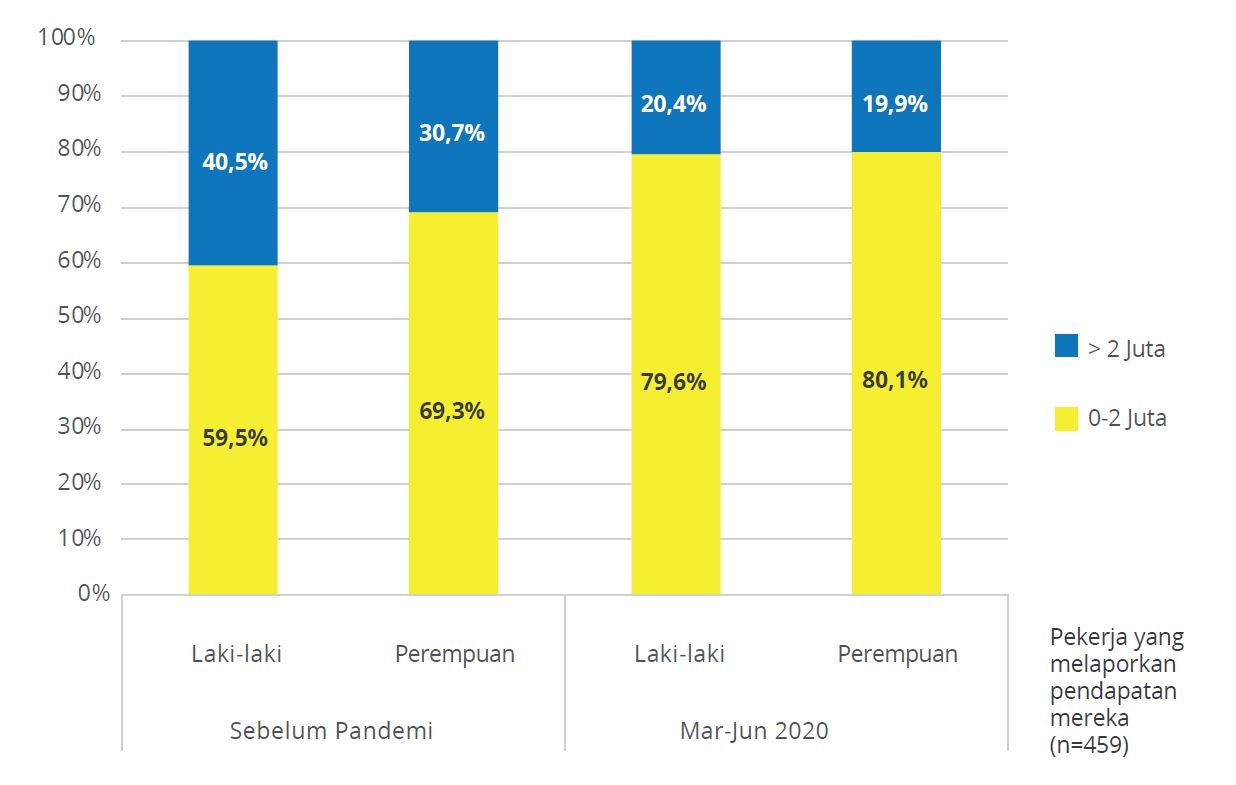 100%
90%
80%
70%
60%
50%
40%
30%
20%
10%
0%
40,5%
59,5%
30,7%
69,3%
20,4%
79,6%
19,9%
80,1%
> 2 Juta
0-2 Juta
Laki-laki
Perempuan
Laki-laki
Perempuan
Sebelum Pandemi
Mar-Jun 2020
Pekerja yang
melaporkan
pendapatan
mereka
(n=459)